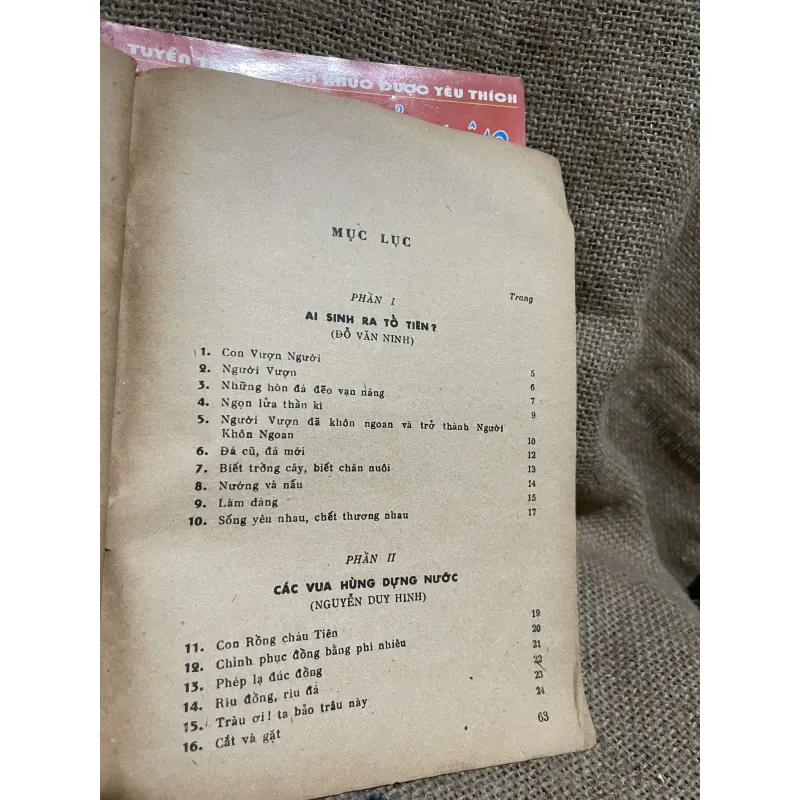 TUYỂN KHÚC ĐƯỢC YÊU THÍCH
MỤC LỤC
Trang
PHẦN I
AI SINH RA TỔ TIÊN?
(ĐỖ VĂN NINH)
1. Con Vượn Người 5
2. Người Vượn 6
3. Những hòn đá đẽo vạn năng 7
4. Ngọn lửa thần kì 9
5. Người Vượn đã khôn ngoan và trở thành Người
Khôn Ngoan 10
6. Đá cũ, đá mới 12
7. Biết trồng cây, biết chăn nuôi 13
8. Nướng và nấu 14
9. Làm dáng 15
10. Sống yêu nhau, chết thương nhau 17
PHẦN II
CÁC VUA HÙNG DỰNG NƯỚC
(NGUYỄN DUY HINH)
11. Con Rồng cháu Tiên 19
12. Chinh phục đồng bằng phì nhiêu 20
13. Phép lạ đúc đồng 21
14. Rìu đồng, rìu đá 22
15. Trâu ơi! ta bảo trâu này 23
16. Cắt và gặt 24
63